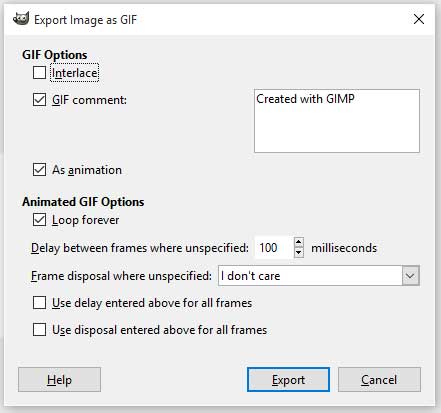 Export Image as GIF
GIF Options
Interlace
GIF comment: Created with GIMP
As animation
Animated GIF Options
Loop forever
Delay between frames where unspecified: 100 milliseconds
Frame disposal where unspecified: I don't care
Use delay entered above for all frames
Use disposal entered above for all frames
Help Export Cancel